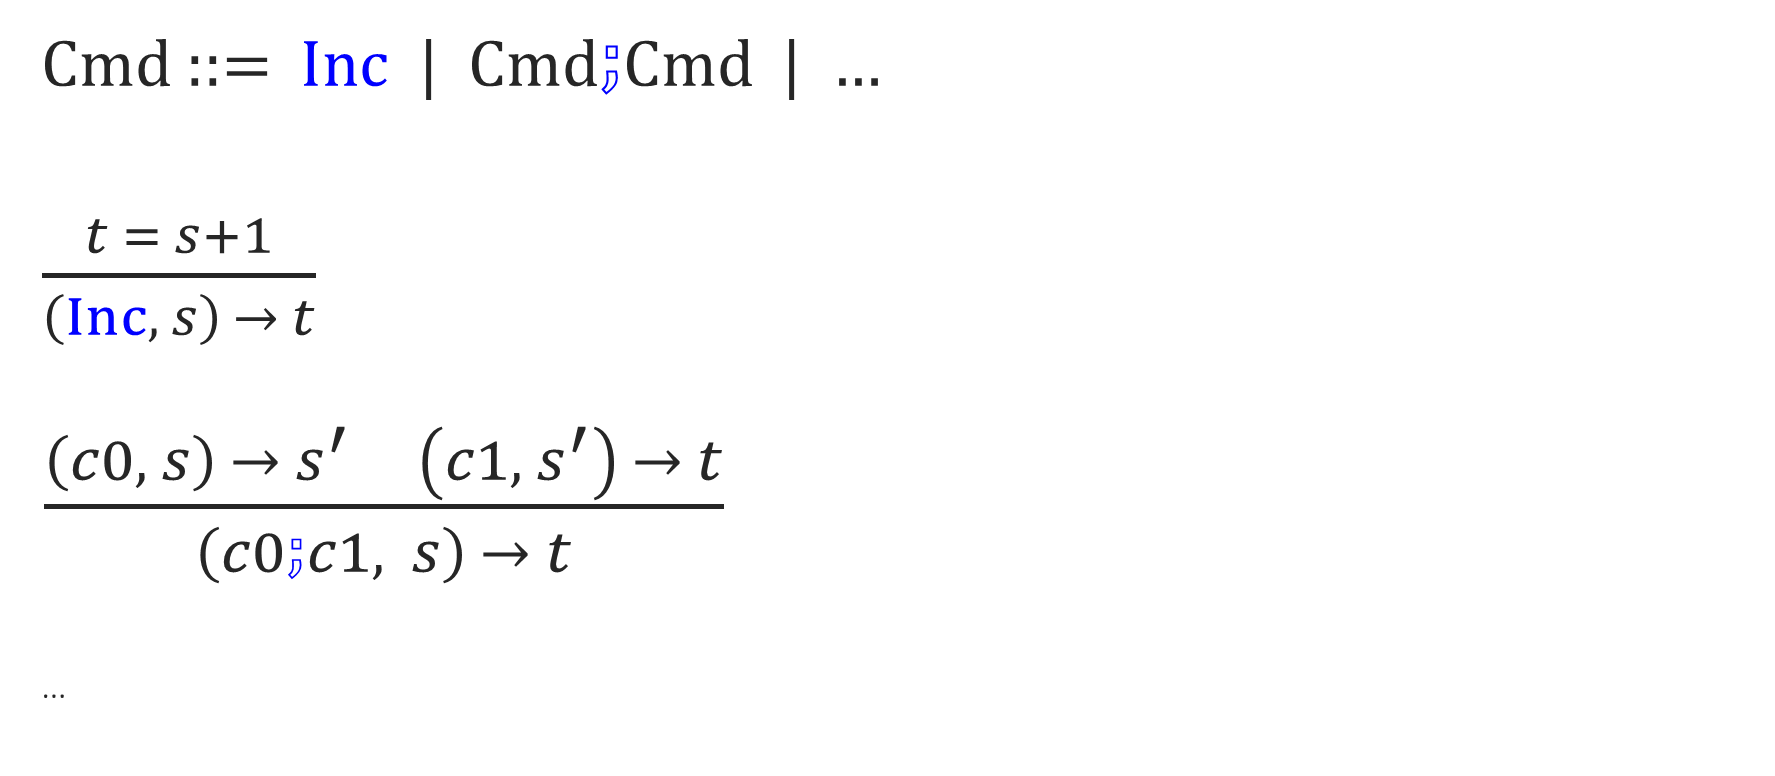 Cmd ::= Inc | Cmd;Cmd | ...
t = s+1
(Inc, s) → t
(c0, s) → s′ (c1, s′) → t
(c0;c1, s) → t
...